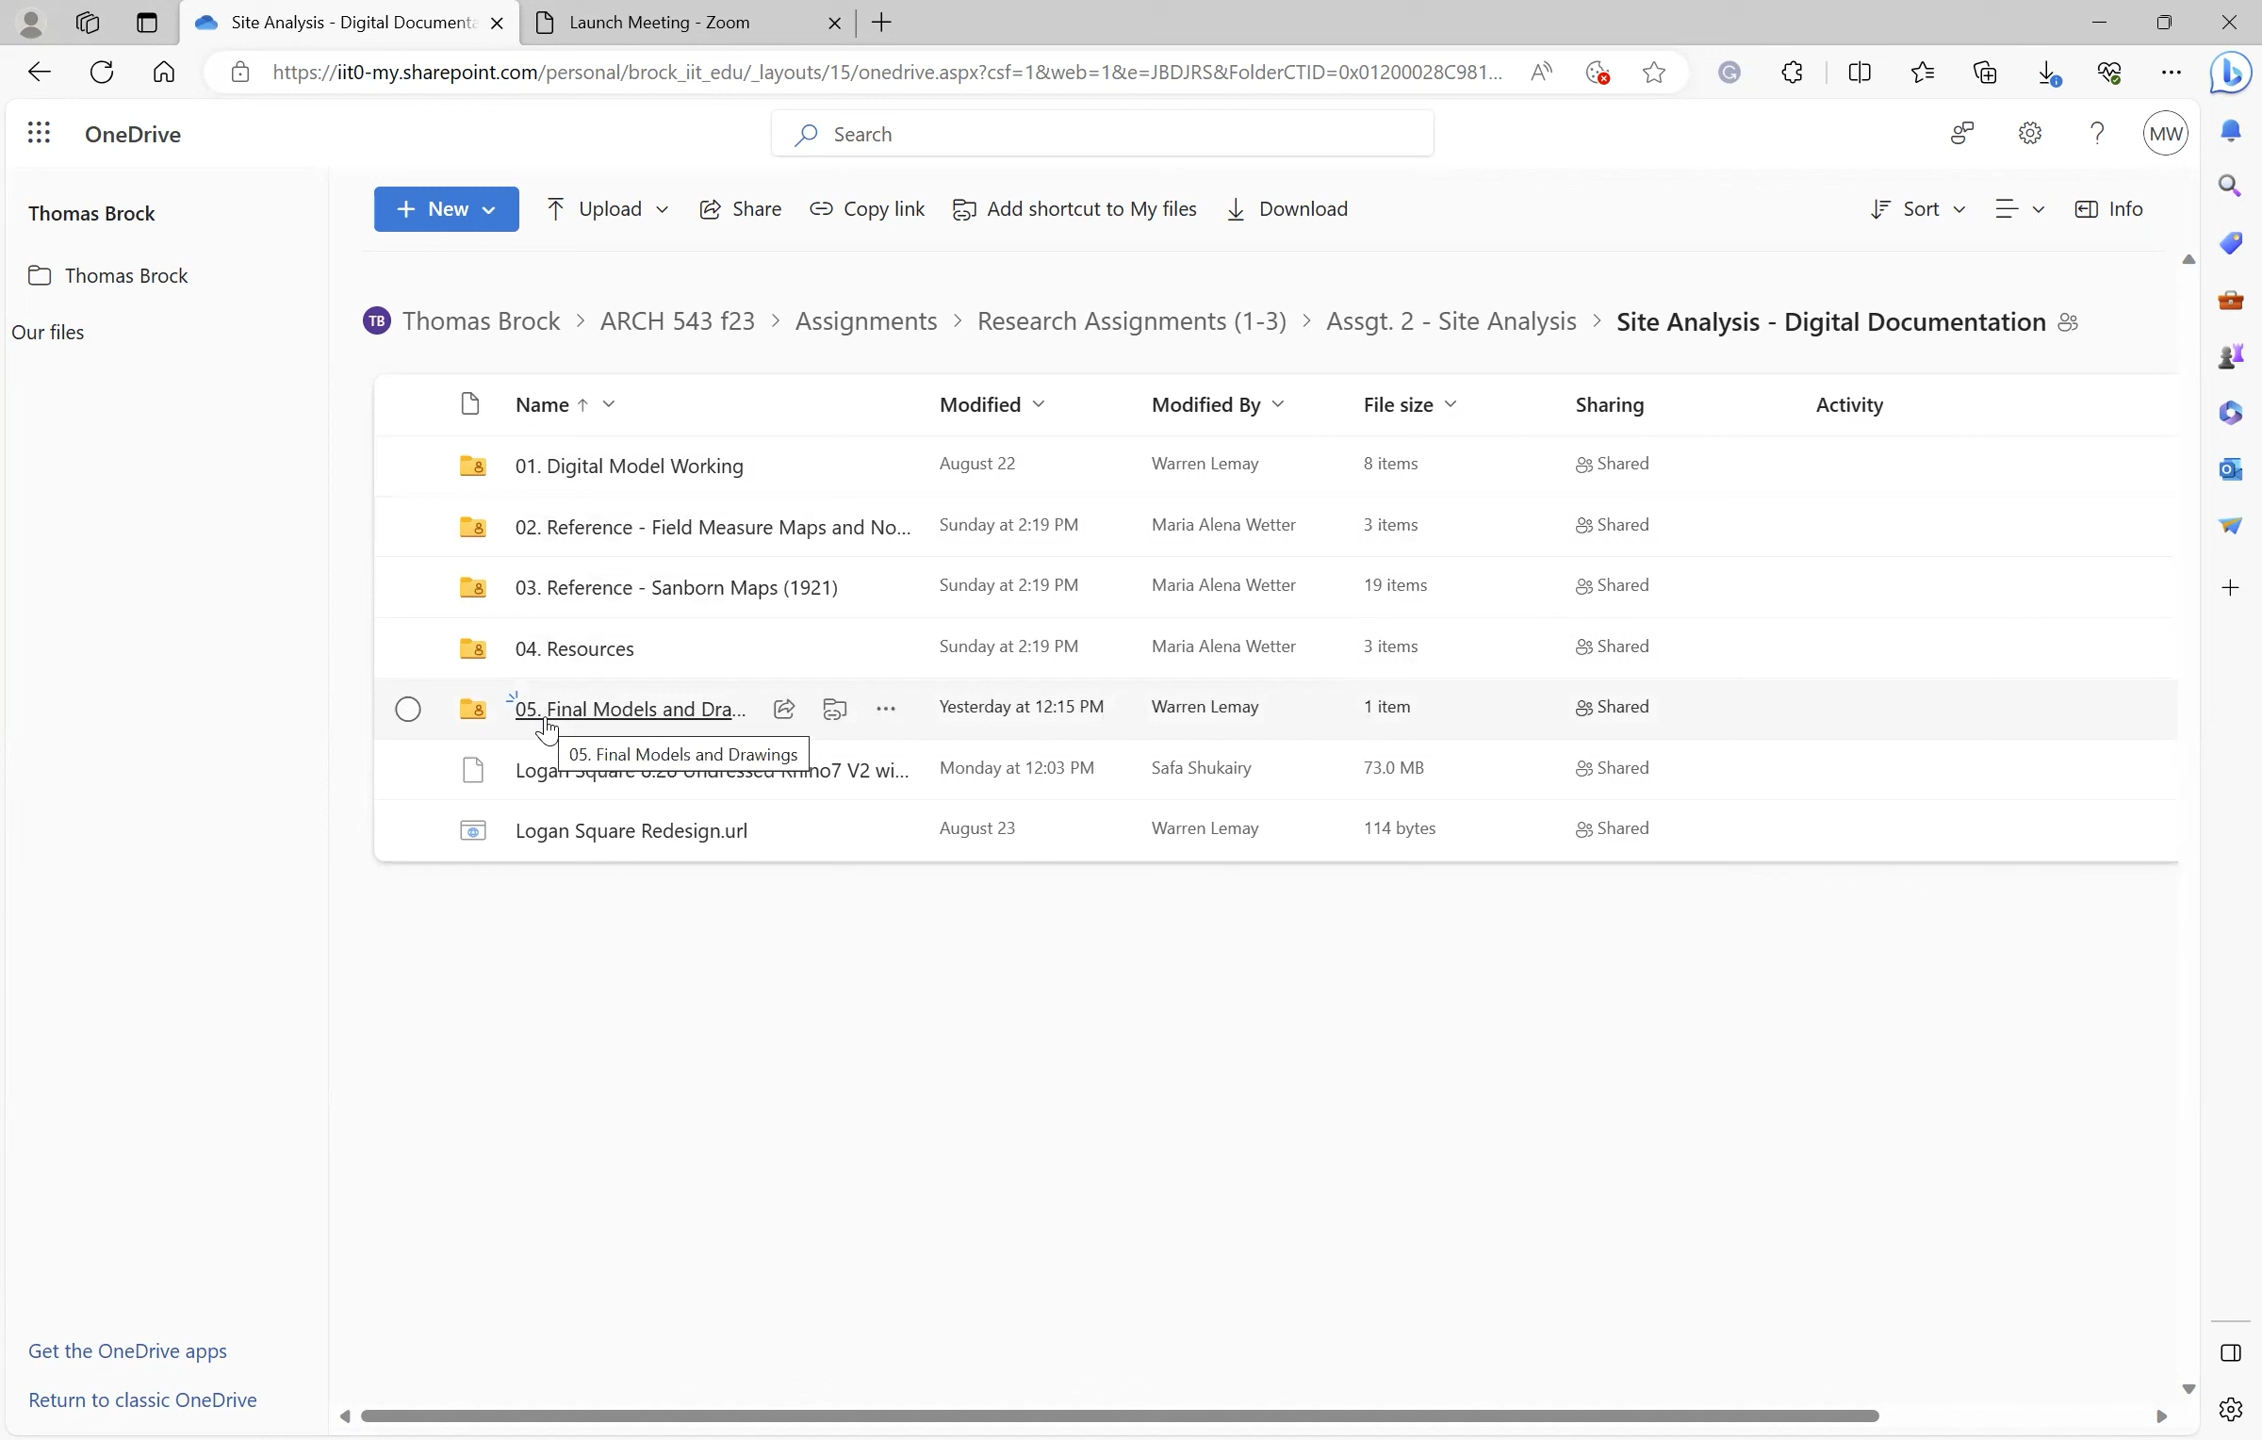 Site Analysis - Digital Documenta
Launch Meeting - Zoom
https://iit0-my.sharepoint.com/personal/brock_iit_edu/_layouts/15/onedrive.aspx?csf=1&web=1&e=JBDJRS&FolderCTID=0x01200028C981...
OneDrive
Search
MW
Thomas Brock
Thomas Brock
Our files
Get the OneDrive apps
Return to classic OneDrive
New
Upload
Share
Copy link
Add shortcut to My files
Download
Sort
Info
TB Thomas Brock > ARCH 543 f23 > Assignments > Research Assignments (1-3) > Assgt. 2 - Site Analysis > Site Analysis - Digital Documentation
Name Modified Modified By File size Sharing Activity
01. Digital Model Working August 22 Warren Lemay 8 items Shared
02. Reference - Field Measure Maps and No... Sunday at 2:19 PM Maria Alena Wetter 3 items Shared
03. Reference - Sanborn Maps (1921) Sunday at 2:19 PM Maria Alena Wetter 19 items Shared
04. Resources Sunday at 2:19 PM Maria Alena Wetter 3 items Shared
05. Final Models and Dra... Yesterday at 12:15 PM Warren Lemay 1 item Shared
05. Final Models and Drawings
Logan Square V2 wi... Monday at 12:03 PM Safa Shukairy 73.0 MB Shared
Logan Square Redesign.url August 23 Warren Lemay 114 bytes Shared